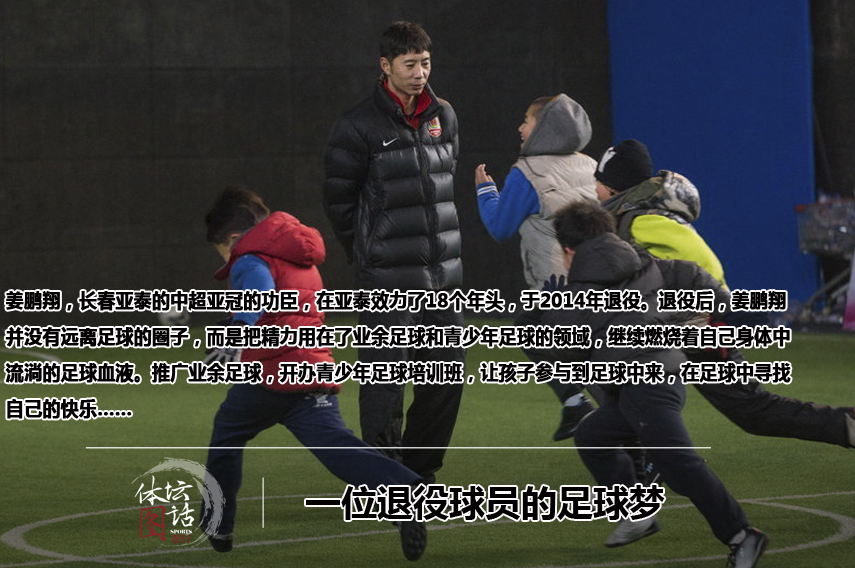 姜鹏翔，长春亚泰的中超亚冠的功臣，在亚泰效力了18个年头，于2014年退役。退役后，姜鹏翔
并没有远离足球的圈子，而是把精力用在了业余足球和青少年足球的领域，继续燃烧着自己身体中
流淌的足球血液。推广业余足球，开办青少年足球培训班，让孩子参与到足球中来，在足球中寻找
自己的快乐......
体坛
图话
SPORTS
一位退役球员的足球梦